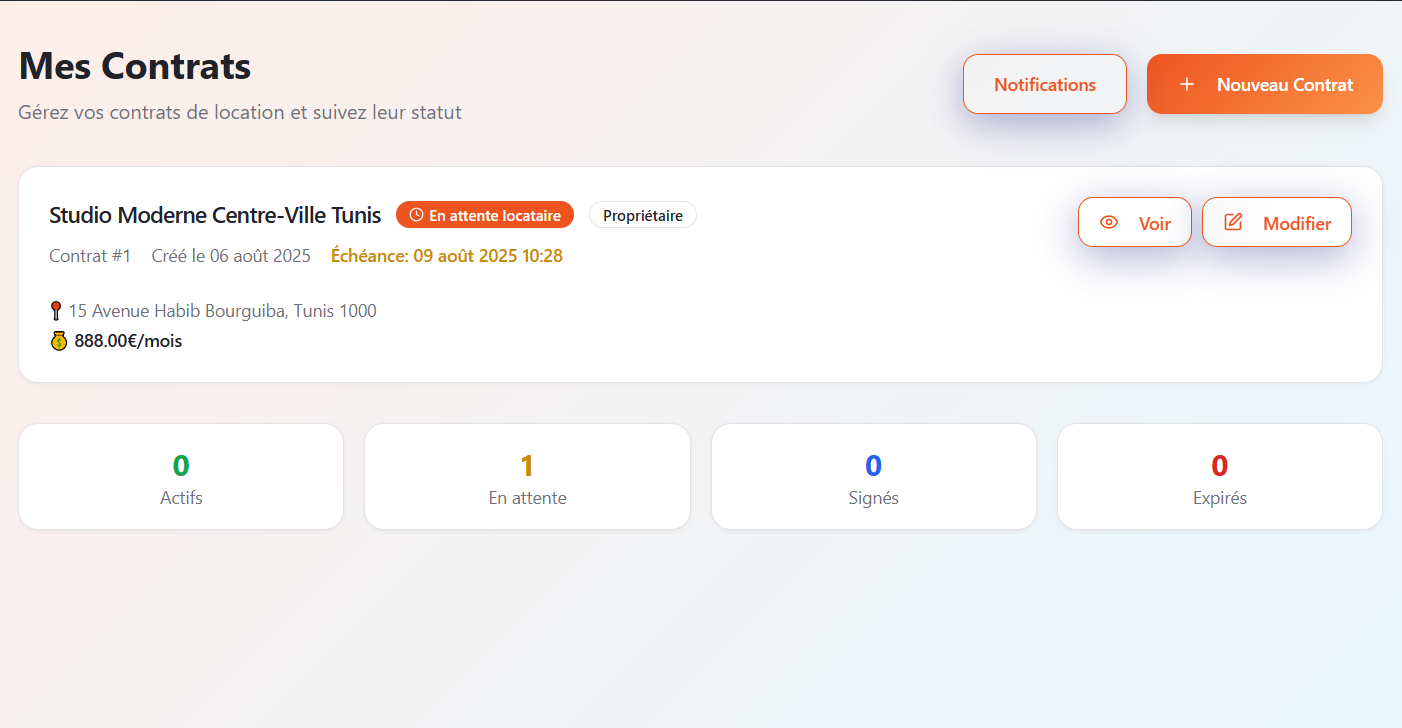 Mes Contrats
Gérez vos contrats de location et suivez leur statut
Notifications
+ Nouveau Contrat
Studio Moderne Centre-Ville Tunis
En attente locataire
Propriétaire
Voir
Modifier
Contrat #1
Créé le 06 août 2025
Échéance: 09 août 2025 10:28
15 Avenue Habib Bourguiba, Tunis 1000
888.00€/mois
0
Actifs
1
En attente
0
Signés
0
Expirés